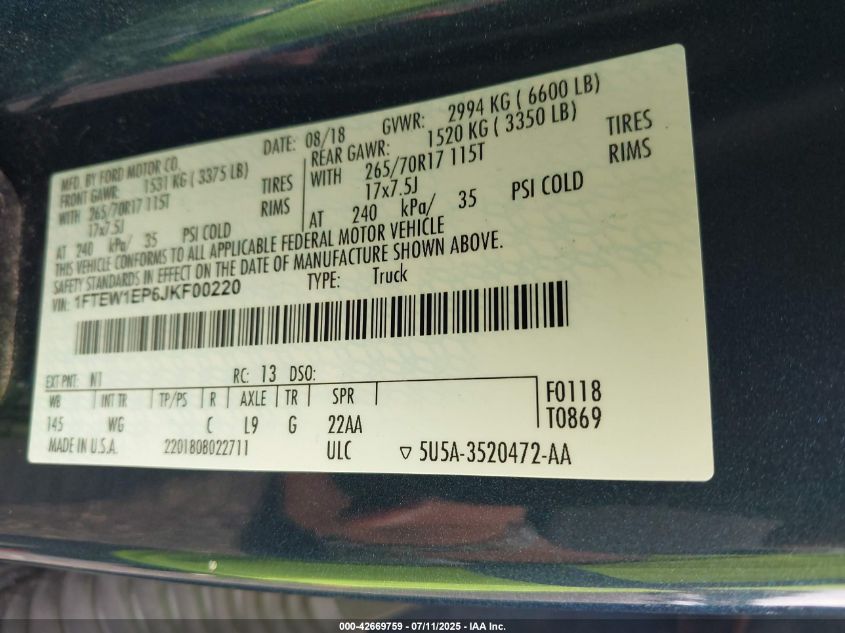 MFD. BY FORD MOTOR CO.
DATE: 08/18 GVWR: 2994 KG ( 6600 LB)
FRONT GAWR: 1531 KG ( 3375 LB)
WITH 265/70R17 115T TIRES
17x7.5J RIMS
AT 240 kPa/ 35 PSI COLD
REAR GAWR: 1520 KG ( 3350 LB)
WITH 265/70R17 115T TIRES
17x7.5J RIMS
AT 240 kPa/ 35 PSI COLD
THIS VEHICLE CONFORMS TO ALL APPLICABLE FEDERAL MOTOR VEHICLE
SAFETY STANDARDS IN EFFECT ON THE DATE OF MANUFACTURE SHOWN ABOVE.
VIN: 1FTEW1EP6JKF00220 TYPE: Truck
EXT PNT: N1 RC: 13 DSO:
WB INT TR TP/PS R AXLE TR SPR
145 WG C L9 G 22AA
F0118
T0869
MADE IN U.S.A. 2201808022711 ULC 5U5A-3520472-AA
000-42669759 - 07/11/2025 - IAA Inc.